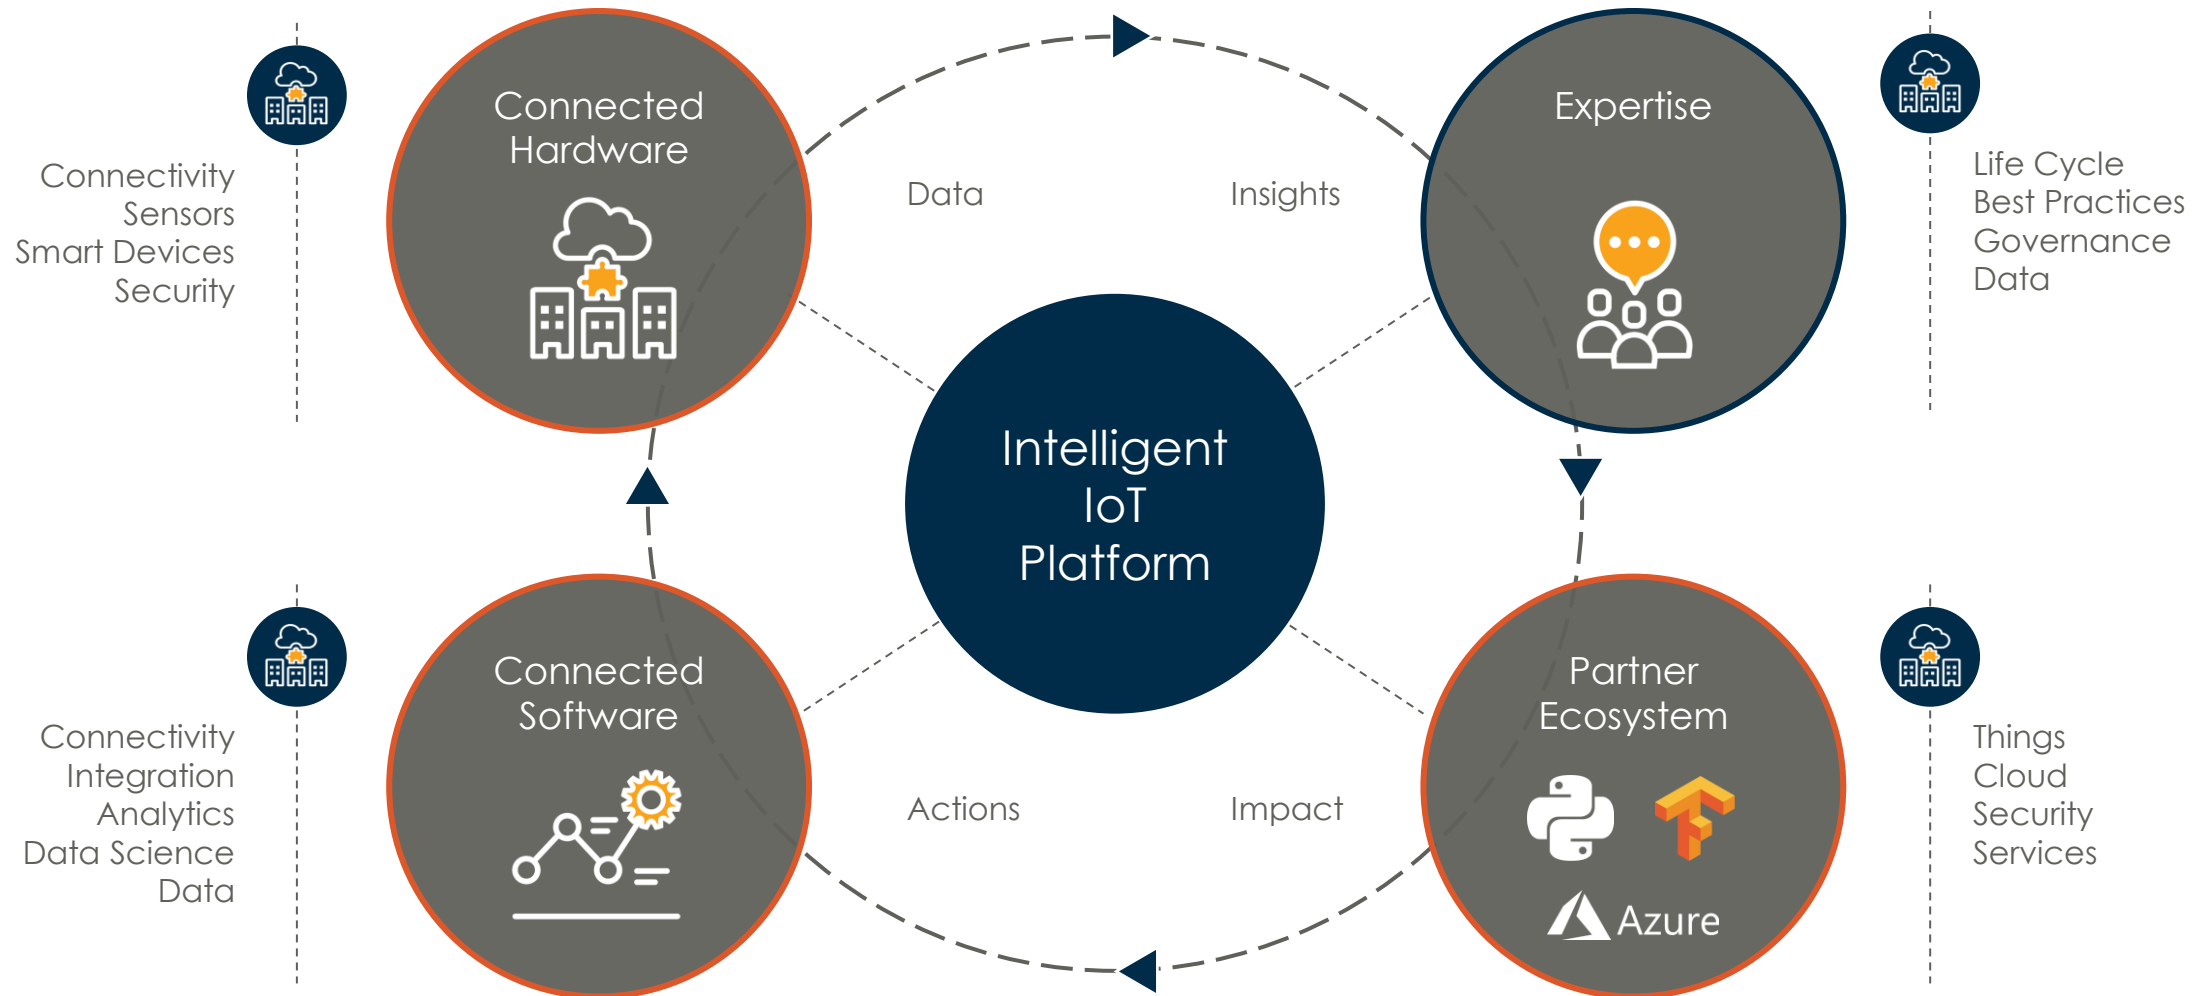 Connected
Hardware
Connectivity
Sensors
Smart Devices
Security
Data
Insights
Expertise
Life Cycle
Best Practices
Governance
Data
Intelligent
IoT
Platform
Connected
Software
Connectivity
Integration
Analytics
Data Science
Data
Actions
Impact
Partner
Ecosystem
Azure
Things
Cloud
Security
Services